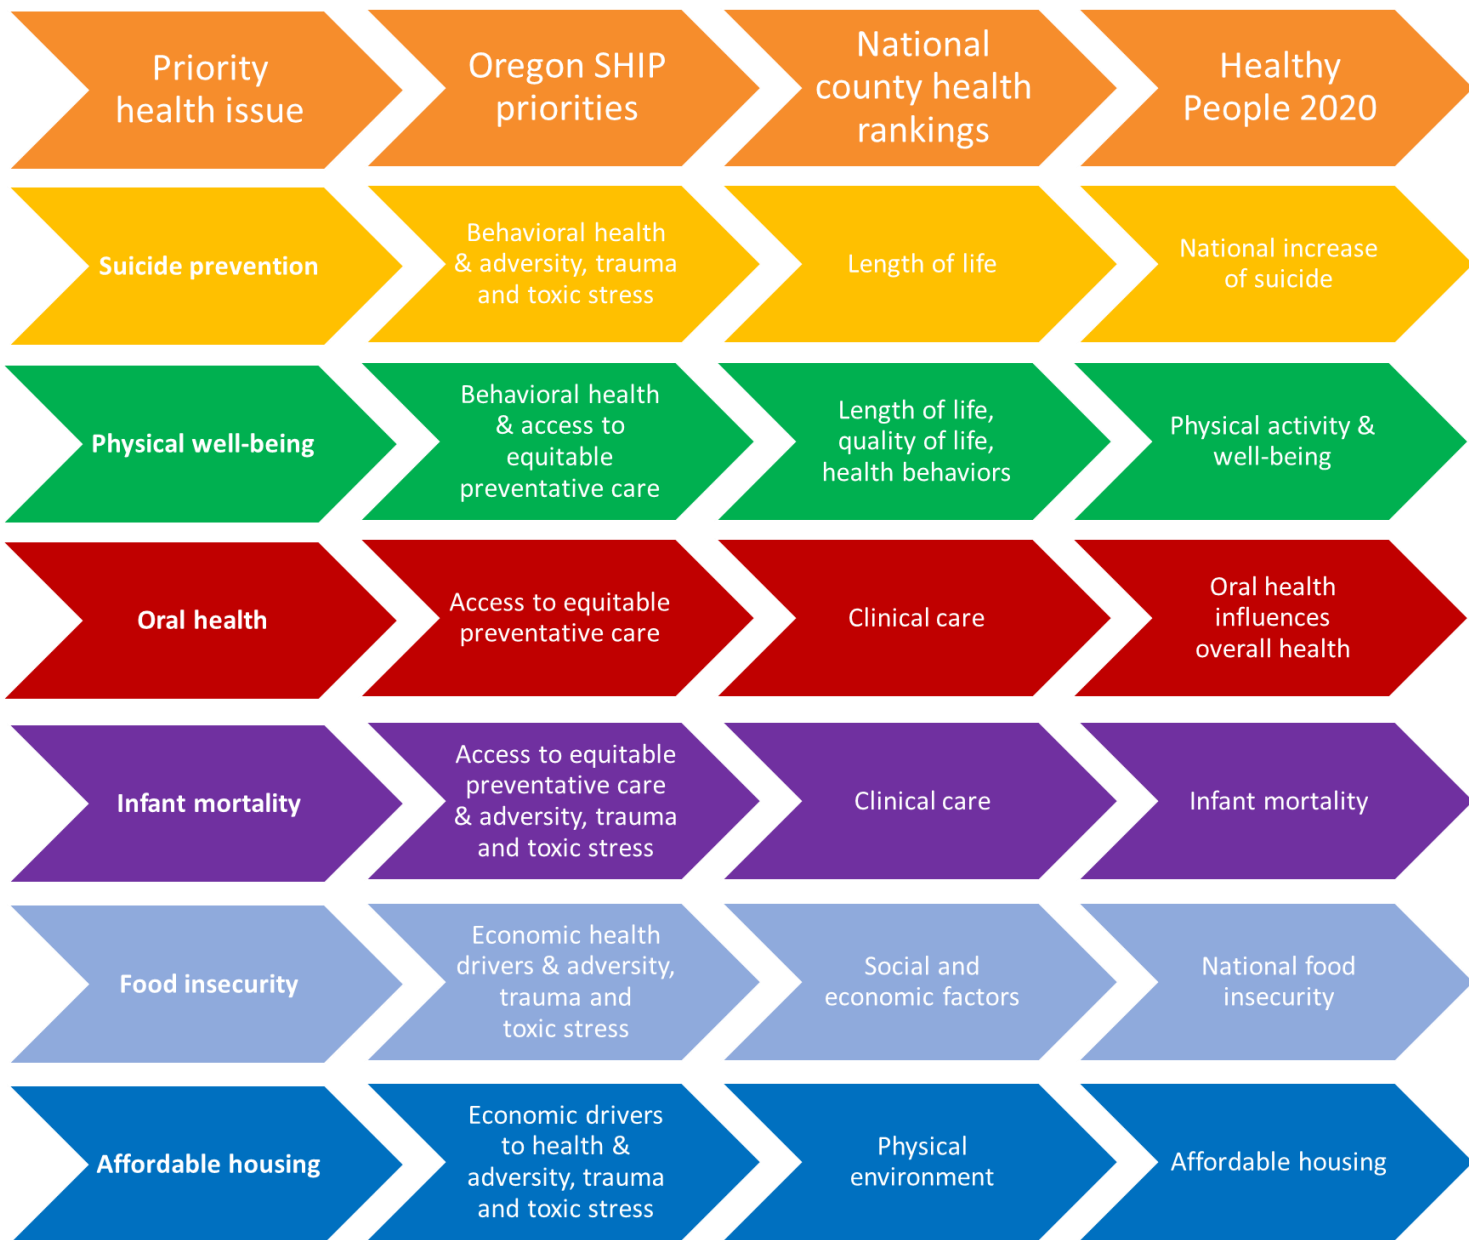 Priority
health issue
Oregon SHIP
priorities
National
county health
rankings
Healthy
People 2020
Suicide prevention
Behavioral health
& adversity, trauma
and toxic stress
Length of life
National increase
of suicide
Physical well-being
Behavioral health
& access to
equitable
preventative care
Length of life,
quality of life,
health behaviors
Physical activity &
well-being
Oral health
Access to equitable
preventative care
Clinical care
Oral health
influences
overall health
Infant mortality
Access to equitable
preventative care
& adversity, trauma
and toxic stress
Clinical care
Infant mortality
Food insecurity
Economic health
drivers & adversity,
trauma and
toxic stress
Social and
economic factors
National food
insecurity
Affordable housing
Economic drivers
to health &
adversity, trauma
and toxic stress
Physical
environment
Affordable housing